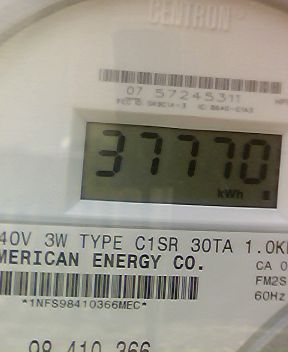 CENTRON®
07 57245311
37770
kWh
40V 3W TYPE C1SR 30TA 1.0K
MERICAN ENERGY CO.
CA 0
FM2S
*1NFS98410366MEC*
60Hz
98 410 366